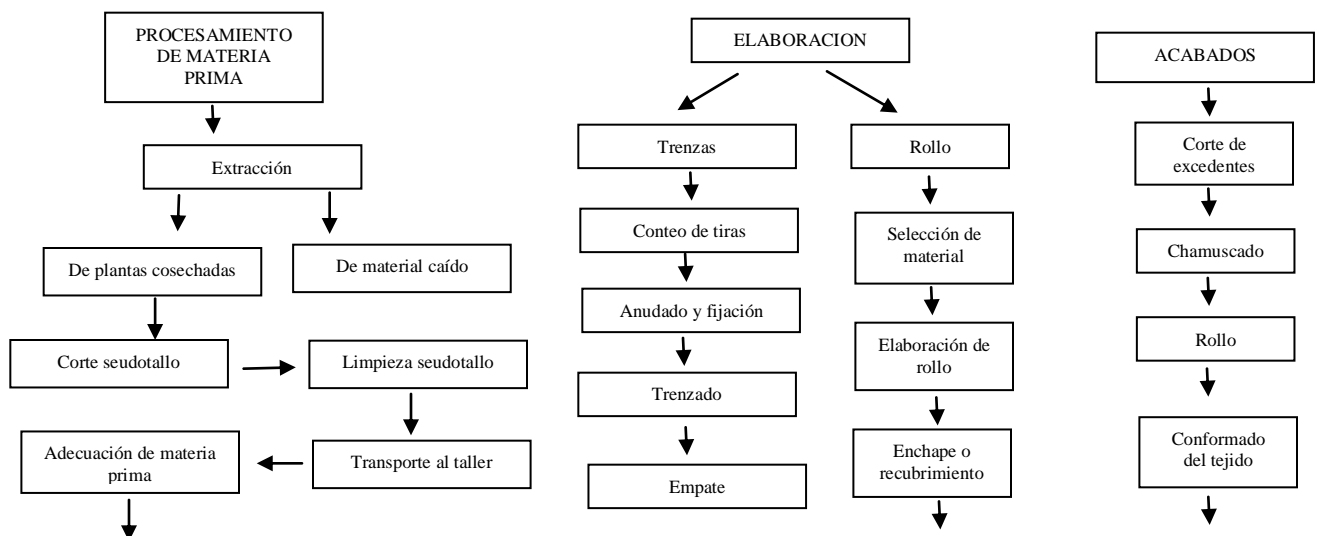 PROCESAMIENTO
DE MATERIA
PRIMA
Extracción
De plantas cosechadas
De material caído
Corte seudotallo
Limpieza seudotallo
Adecuación de materia
prima
Transporte al taller
ELABORACION
Trenzas
Conteo de tiras
Anudado y fijación
Trenzado
Empate
Rollo
Selección de
material
Elaboración de
rollo
Enchape o
recubrimiento
ACABADOS
Corte de
excedentes
Chamuscado
Rollo
Conformado
del tejido